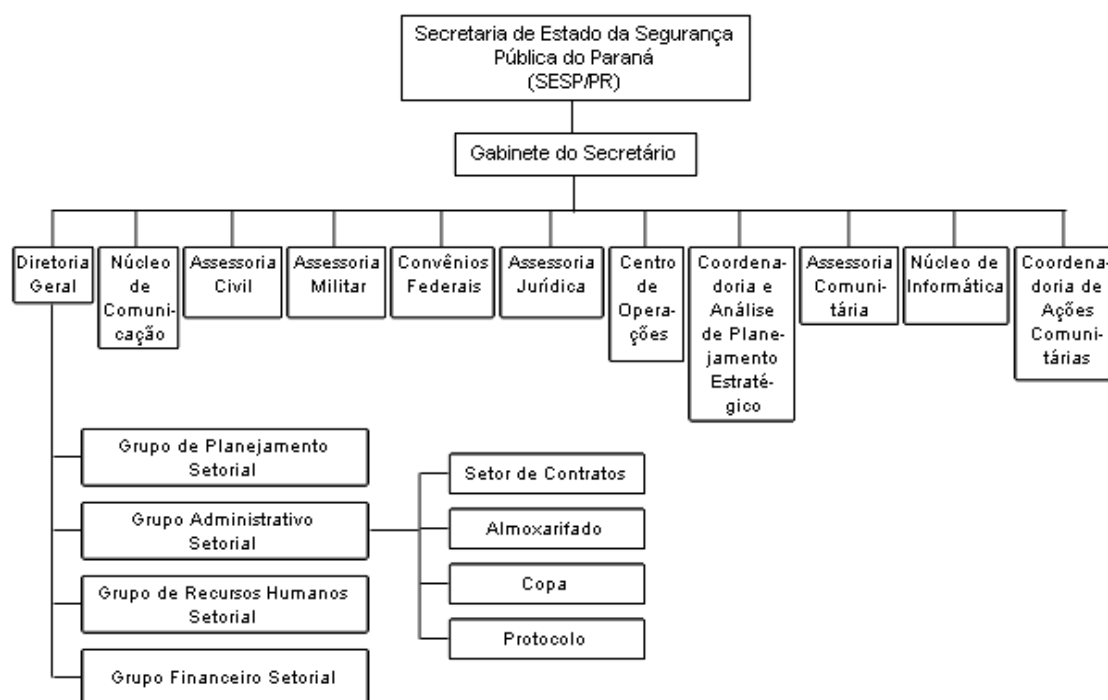 Secretaria de Estado da Segurança
Pública do Paraná
(SESP/PR)
Gabinete do Secretário
Diretoria
Geral
Núcleo
de
Comuni-
cação
Assessoria
Civil
Assessoria
Militar
Convênios
Federais
Assessoria
Jurídica
Centro
de
Opera-
ções
Coordena-
doria e
Análise
de Plane-
jamento
Estraté-
gico
Assessoria
Comuni-
tária
Núcleo de
Informática
Coordena-
doria de
Ações
Comuni-
tárias
Grupo de Planejamento
Setorial
Grupo Administrativo
Setorial
Grupo de Recursos Humanos
Setorial
Grupo Financeiro Setorial
Setor de Contratos
Almoxarifado
Copa
Protocolo